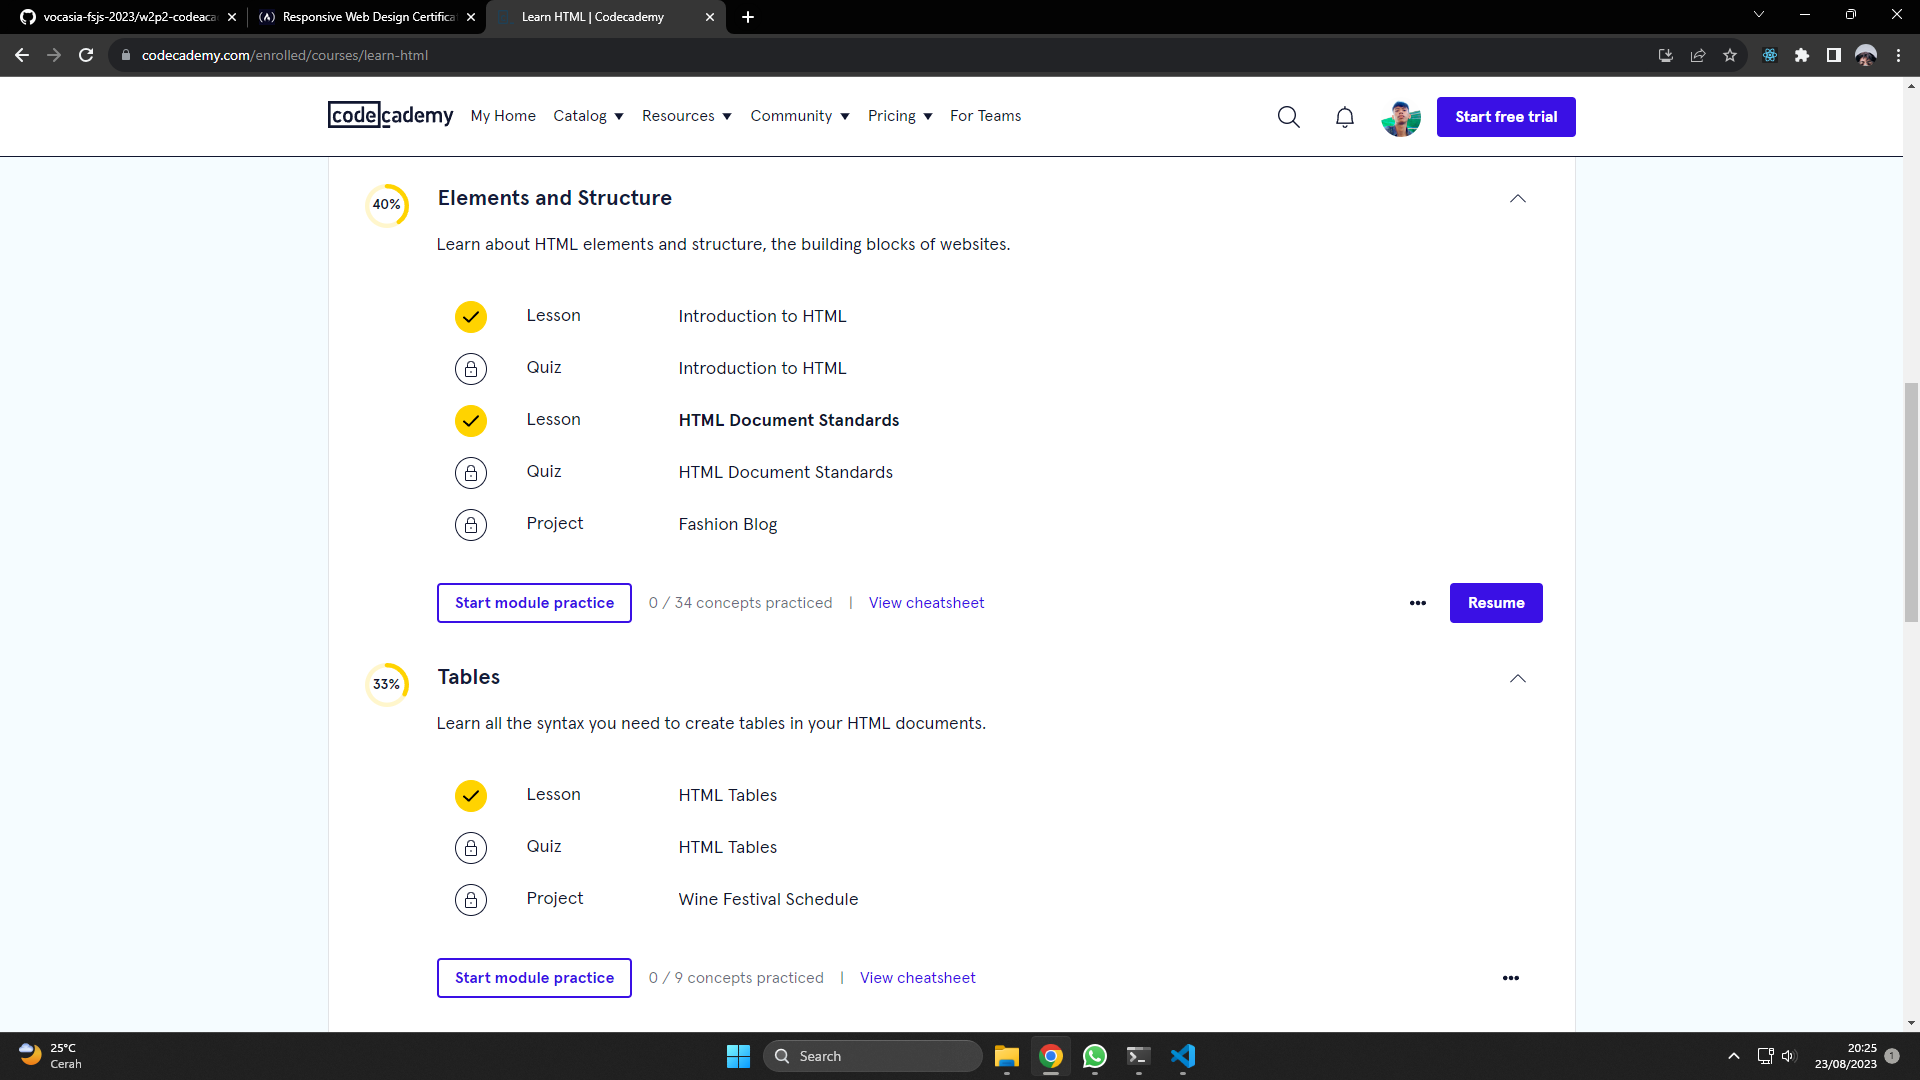 vocasia-fsjs-2023/w2p2-codeaca
Responsive Web Design Certifica
Learn HTML | Codecademy
codecademy.com/enrolled/courses/learn-html
codecademy My Home Catalog Resources Community Pricing For Teams Start free trial
40% Elements and Structure
Learn about HTML elements and structure, the building blocks of websites.
Lesson Introduction to HTML
Quiz Introduction to HTML
Lesson HTML Document Standards
Quiz HTML Document Standards
Project Fashion Blog
Start module practice 0 / 34 concepts practiced | View cheatsheet ••• Resume
33% Tables
Learn all the syntax you need to create tables in your HTML documents.
Lesson HTML Tables
Quiz HTML Tables
Project Wine Festival Schedule
Start module practice 0 / 9 concepts practiced | View cheatsheet •••
25°C
Cerah
Search
20:25
23/08/2023
1